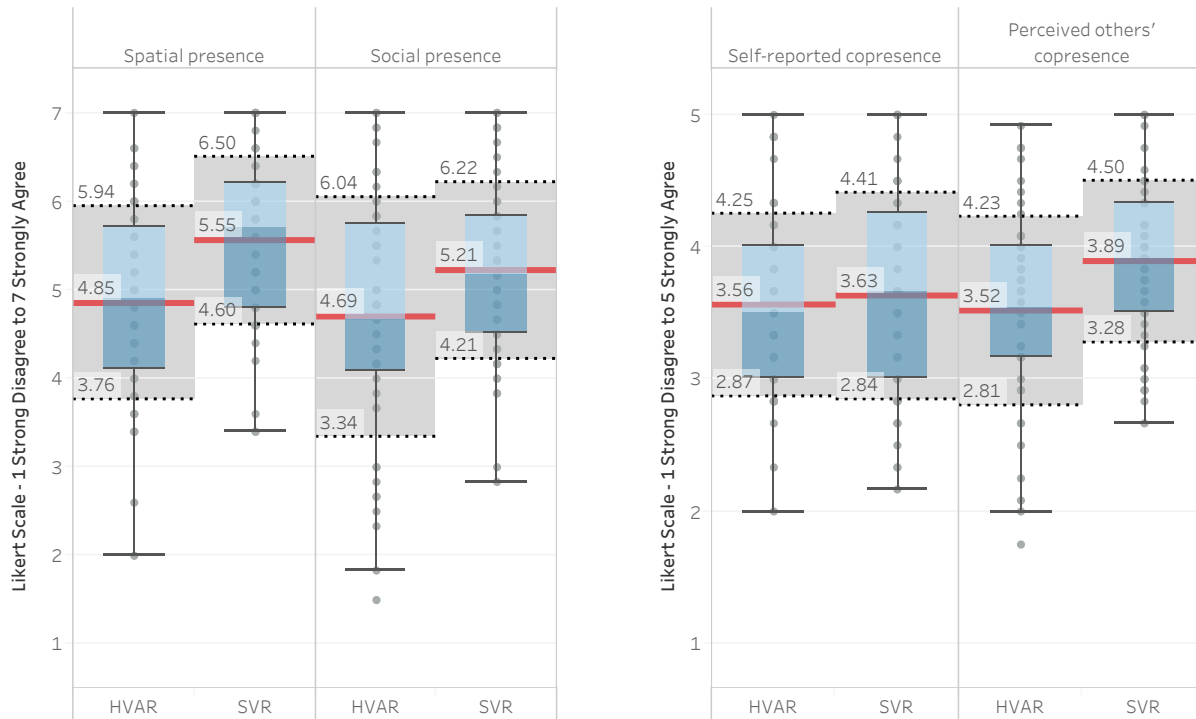 Spatial presence
Social presence
Likert Scale - 1 Strong Disagree to 7 Strongly Agree
7
6
5
4
3
2
1
5.94
4.85
3.76
6.50
5.55
4.60
6.04
4.69
3.34
6.22
5.21
4.21
HVAR
SVR
HVAR
SVR
Self-reported copresence
Perceived others’
copresence
Likert Scale - 1 Strong Disagree to 5 Strongly Agree
5
4
3
2
1
4.25
3.56
2.87
4.41
3.63
2.84
4.23
3.52
2.81
4.50
3.89
3.28
HVAR
SVR
HVAR
SVR